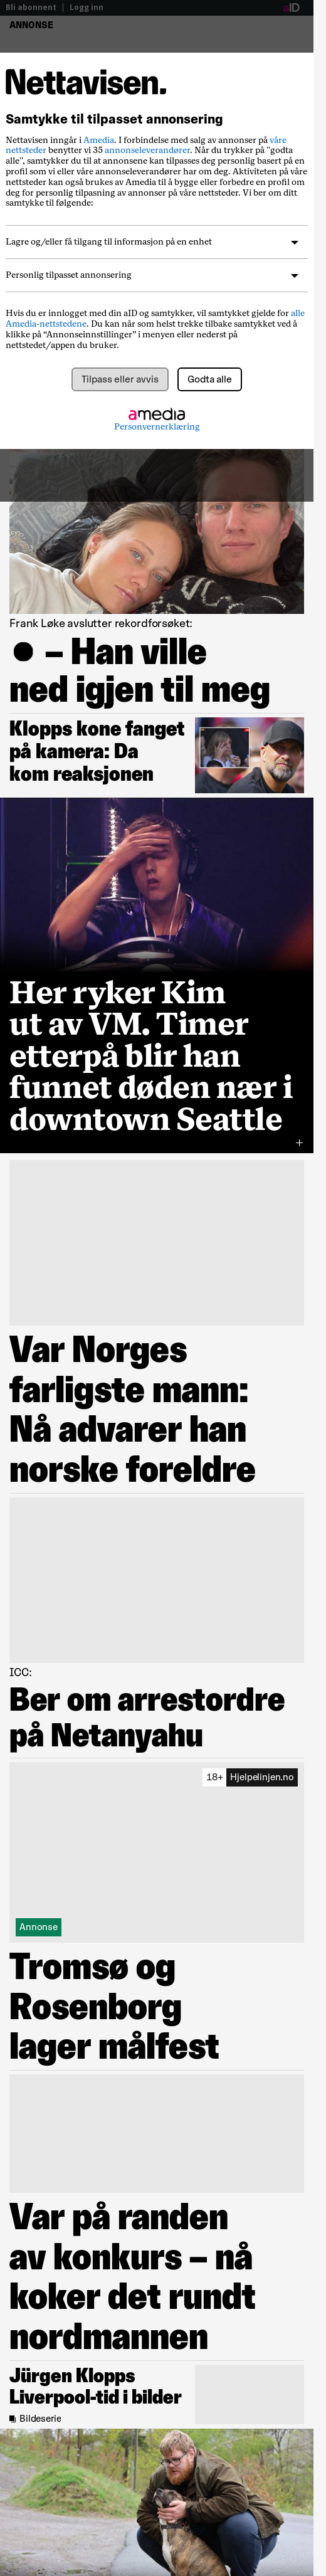 Bli abonnent | Logg inn
aID
ANNONSE
Nettavisen.
Samtykke til tilpasset annonsering
Nettavisen inngår i Amedia. I forbindelse med salg av annonser på våre
nettsteder benytter vi 35 annonseleverandører. Når du trykker på "godta
alle", samtykker du til at annonsene kan tilpasses deg personlig basert på en
profil som vi eller våre annonseleverandører har om deg. Aktiviteten på våre
nettsteder kan også brukes av Amedia til å bygge eller forbedre en profil om
deg for personlig tilpasning av annonser på våre nettsteder. Vi ber om ditt
samtykke til følgende:
Lagre og/eller få tilgang til informasjon på en enhet
Personlig tilpasset annonsering
Hvis du er innlogget med din aID og samtykker, vil samtykket gjelde for alle
Amedia-nettstedene. Du kan når som helst trekke tilbake samtykket ved å
klikke på “Annonseinnstillinger” i menyen eller nederst på
nettstedet/appen du bruker.
Tilpass eller avvis
Godta alle
amedia
Personvernerklæring
Frank Løke avslutter rekordforsøket:
– Han ville
ned igjen til meg
Klopps kone fanget
på kamera: Da
kom reaksjonen
Her ryker Kim
ut av VM. Timer
etterpå blir han
funnet døden nær i
downtown Seattle
Var Norges
farligste mann:
Nå advarer han
norske foreldre
ICC:
Ber om arrestordre
på Netanyahu
18+ Hjelpelinjen.no
Annonse
Tromsø og
Rosenborg
lager målfest
Var på randen
av konkurs – nå
koker det rundt
nordmannen
Jürgen Klopps
Liverpool-tid i bilder
Bildeserie